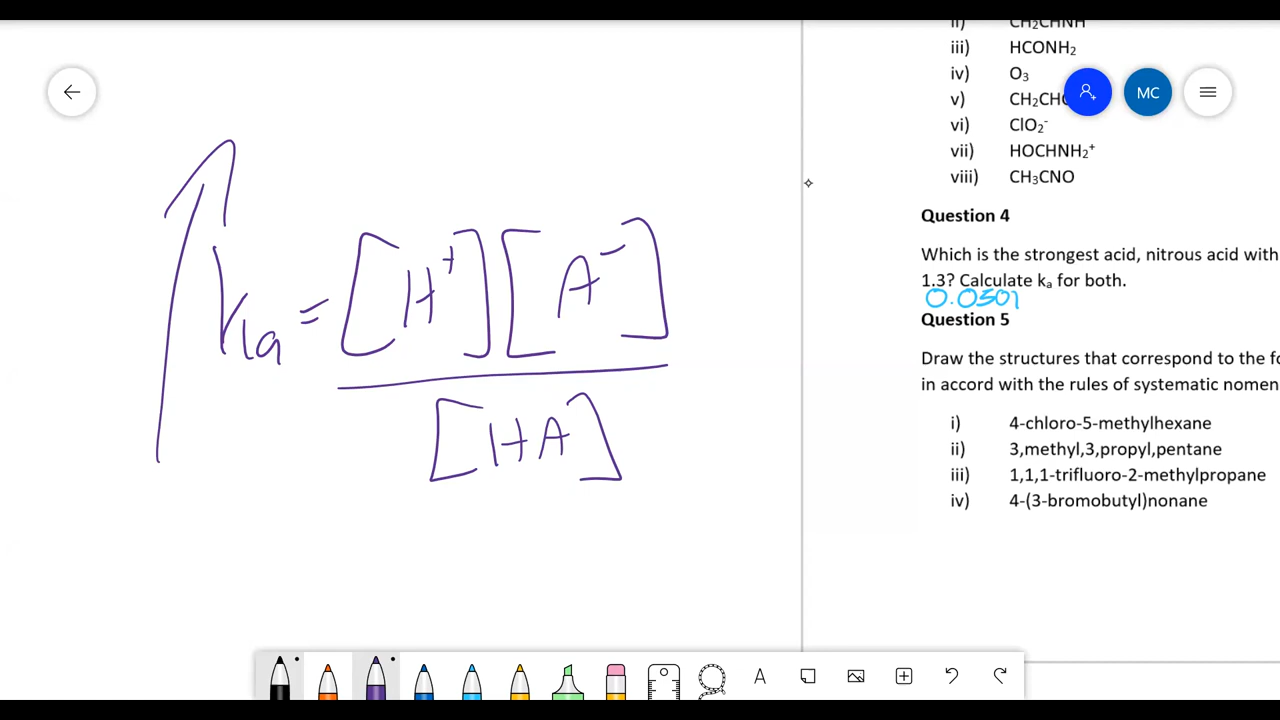 ka = [H+] [A-]
[HA]
ii) CH2CHNH
iii) HCONH2
iv) O3
v) CH2CHO
MC
vi) ClO2-
vii) HOCHNH2+
viii) CH3CNO
Question 4
Which is the strongest acid, nitrous acid with
1.3? Calculate ka for both.
0.0501
Question 5
Draw the structures that correspond to the fo
in accord with the rules of systematic nomen
i) 4-chloro-5-methylhexane
ii) 3,methyl,3,propyl,pentane
iii) 1,1,1-trifluoro-2-methylpropane
iv) 4-(3-bromobutyl)nonane
A